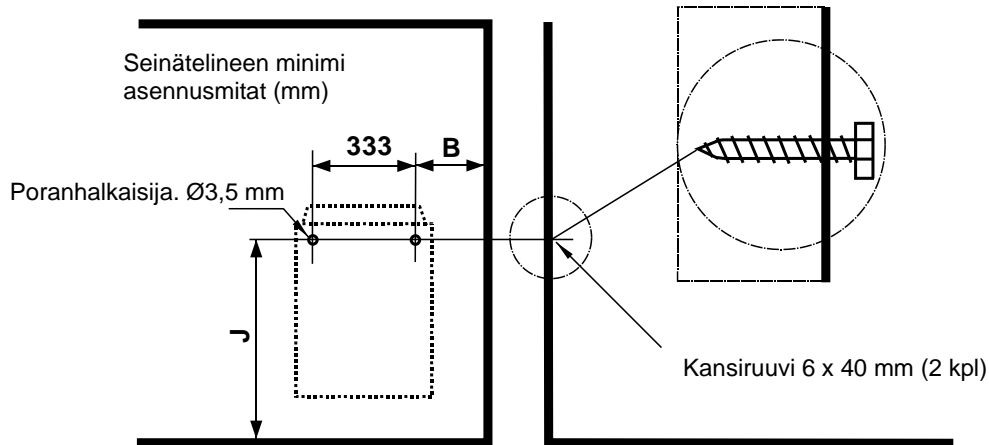 Seinätelineen minimi
asennusmitat (mm)
333
B
Poranhalkaisija. Ø3,5 mm
J
Kansiruuvi 6 x 40 mm (2 kpl)